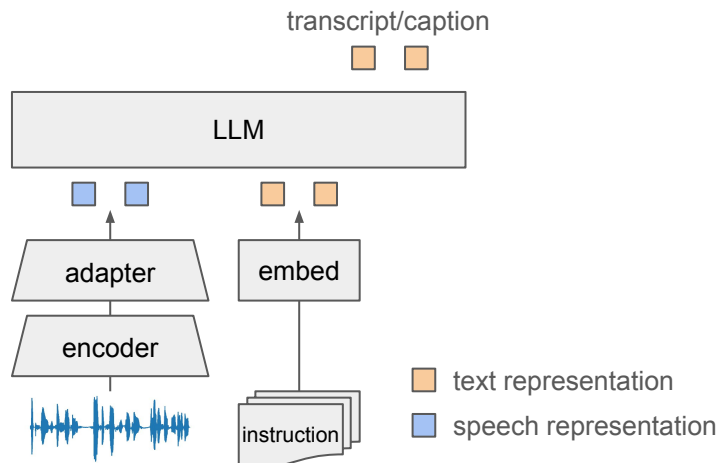 transcript/caption
LLM
adapter
embed
encoder
instruction
text representation
speech representation